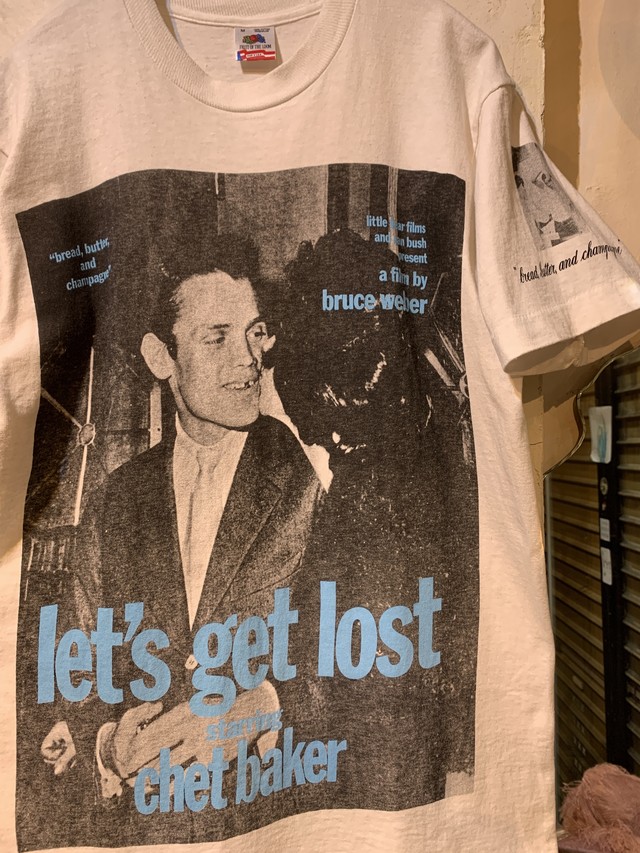 FRUIT OF THE LOOM
"bread, butter,
and
champagne"
little bear films
and nan bush
present
a film by
bruce weber
"bread, butter, and champagne"
let's get lost
starring
chet baker